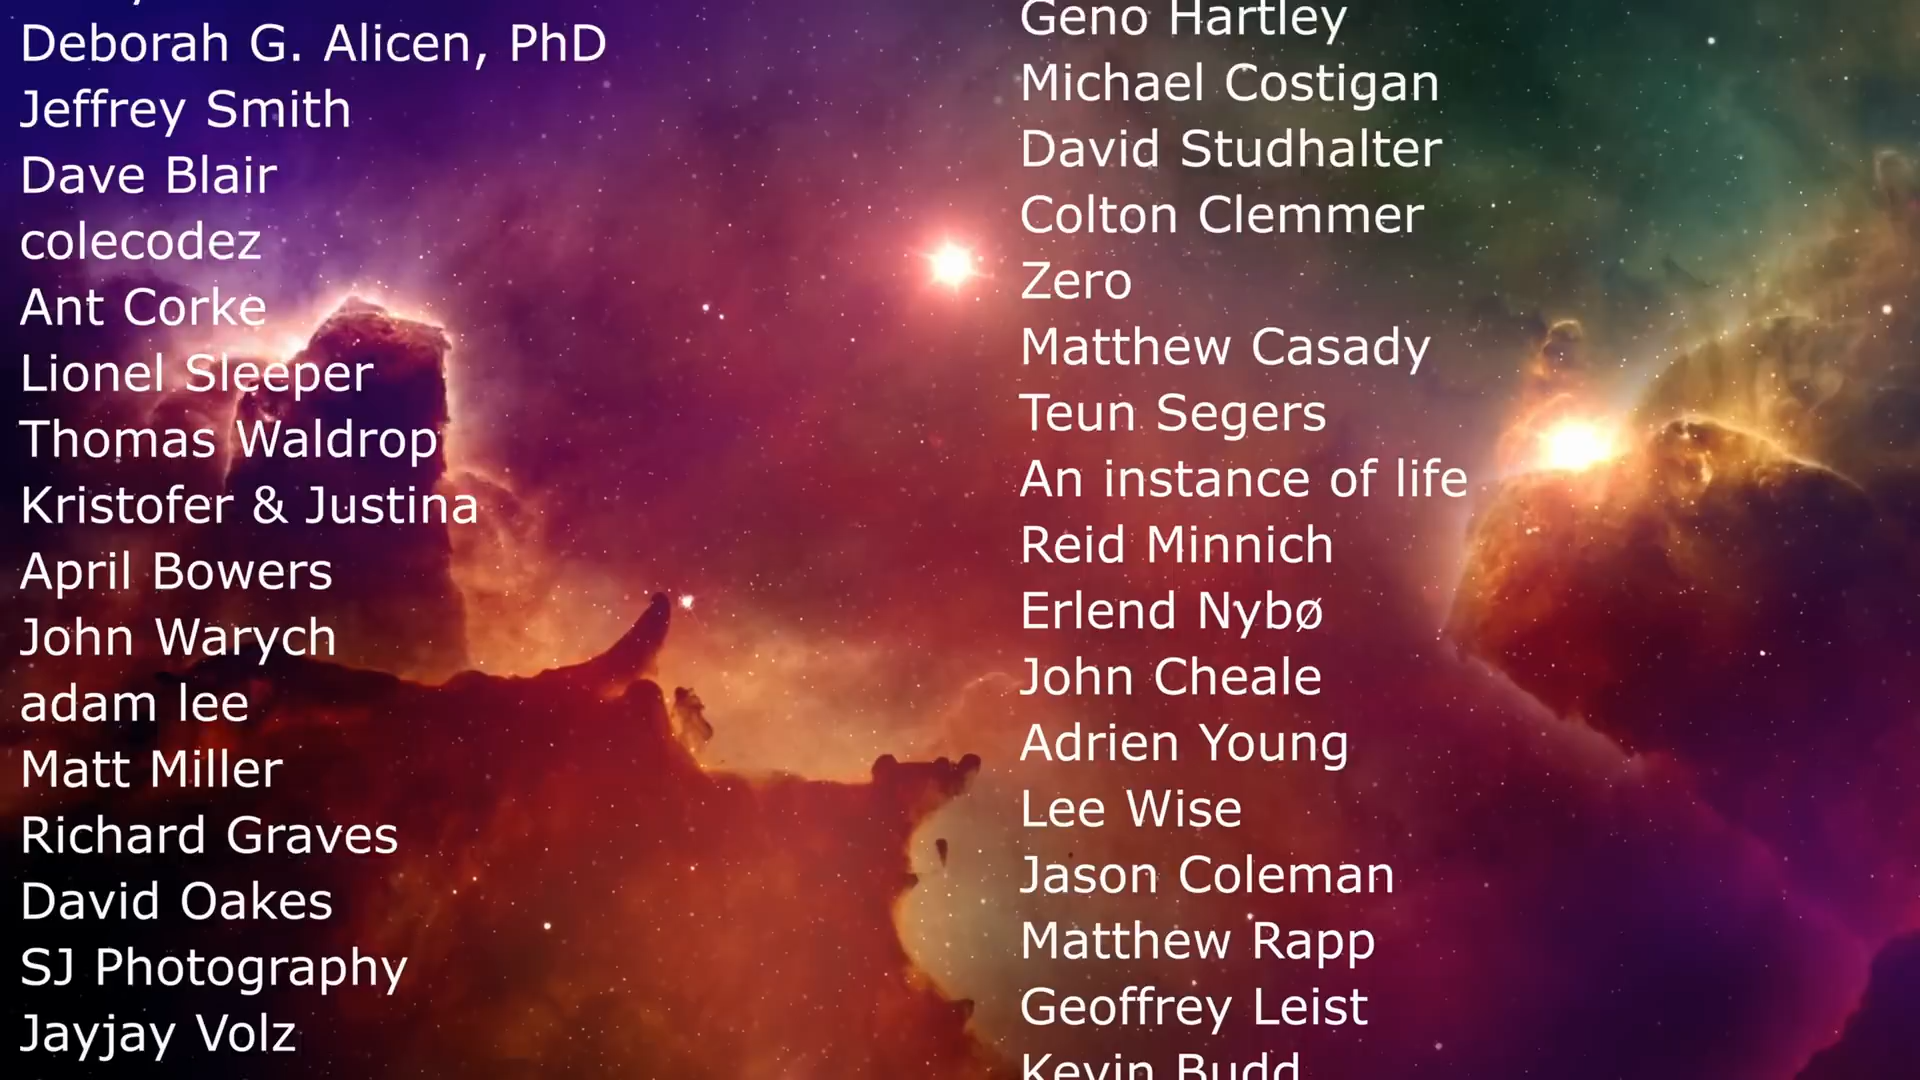 Deborah G. Alicen, PhD
Jeffrey Smith
Dave Blair
colecodez
Ant Corke
Lionel Sleeper
Thomas Waldrop
Kristofer & Justina
April Bowers
John Warych
adam lee
Matt Miller
Richard Graves
David Oakes
SJ Photography
Jayjay Volz
Geno Hartley
Michael Costigan
David Studhalter
Colton Clemmer
Zero
Matthew Casady
Teun Segers
An instance of life
Reid Minnich
Erlend Nybø
John Cheale
Adrien Young
Lee Wise
Jason Coleman
Matthew Rapp
Geoffrey Leist
Kevin Budd